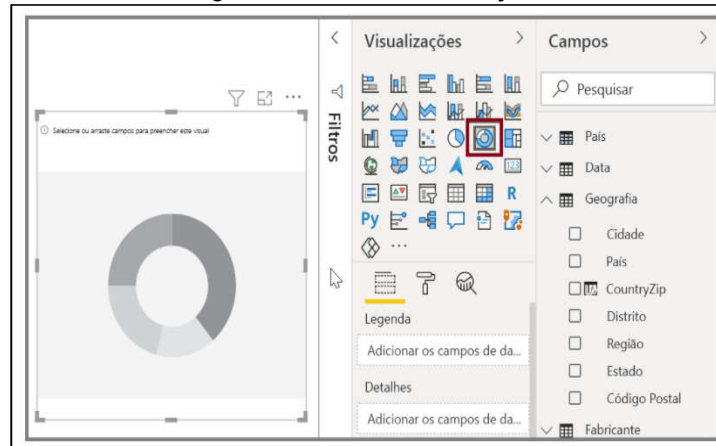 Selecione ou arraste campos para preencher este visual
Filtros
Visualizações
123
R
Py
Legenda
Adicionar os campos de da...
Detalhes
Adicionar os campos de da...
Campos
Pesquisar
País
Data
Geografia
Cidade
País
CountryZip
Distrito
Região
Estado
Código Postal
Fabricante